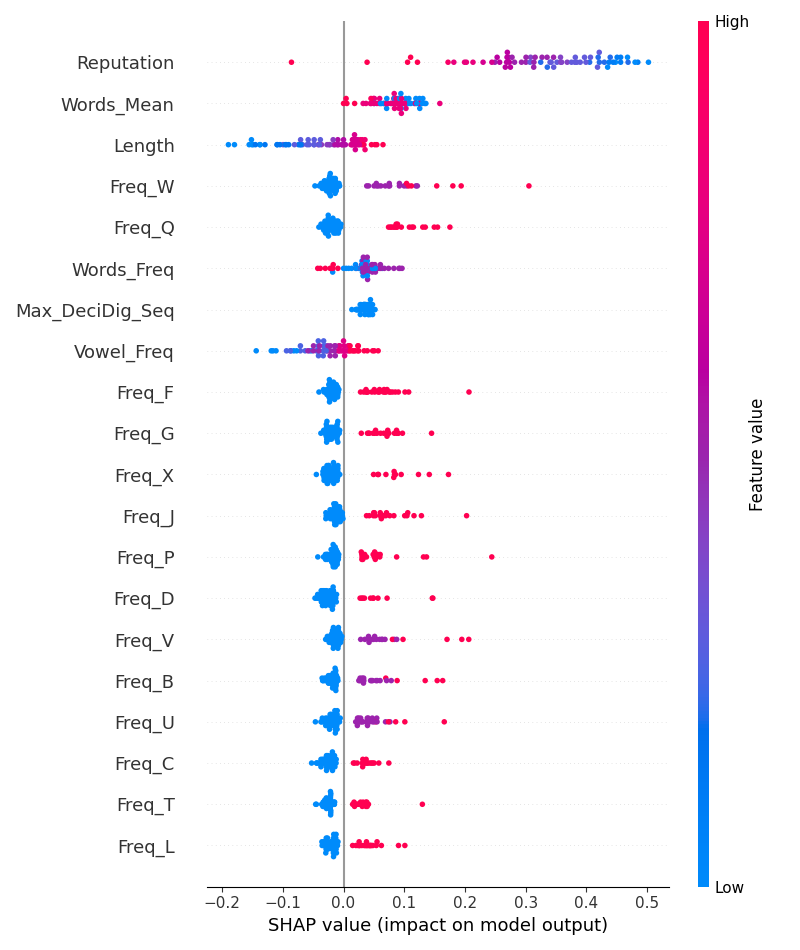 High
Reputation
Words_Mean
Length
Freq_W
Freq_Q
Words_Freq
Max_DeciDig_Seq
Vowel_Freq
Freq_F
Freq_G
Freq_X
Freq_J
Freq_P
Freq_D
Freq_V
Freq_B
Freq_U
Freq_C
Freq_T
Freq_L
Feature value
Low
−0.2 −0.1 0.0 0.1 0.2 0.3 0.4 0.5
SHAP value (impact on model output)